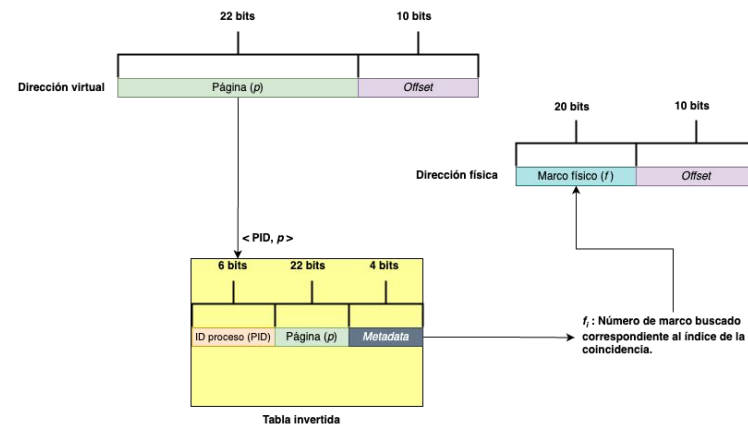 22 bits
10 bits
Dirección virtual
Página (p)
Offset
20 bits
10 bits
Dirección física
Marco físico (f )
Offset
< PID, p >
6 bits
22 bits
4 bits
ID proceso (PID)
Página (p)
Metadata
fi : Número de marco buscado
correspondiente al índice de la
coincidencia.
Tabla invertida